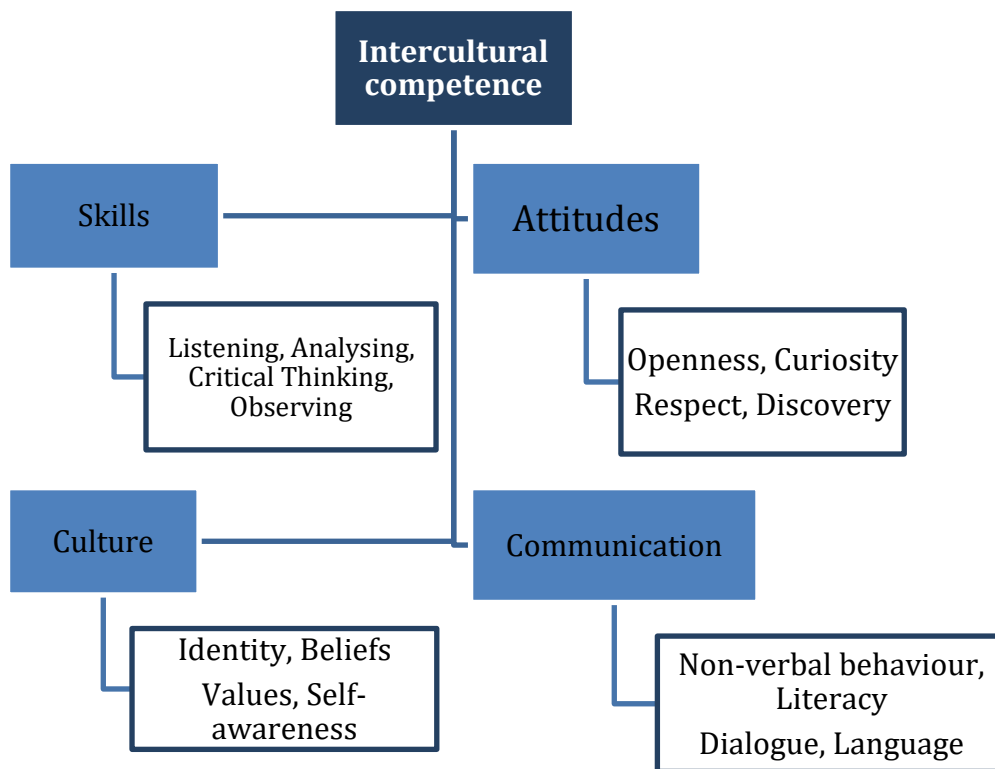 Intercultural
competence
Skills
Attitudes
Listening, Analysing,
Critical Thinking,
Observing
Openness, Curiosity
Respect, Discovery
Culture
Communication
Identity, Beliefs
Values, Self-
awareness
Non-verbal behaviour,
Literacy
Dialogue, Language